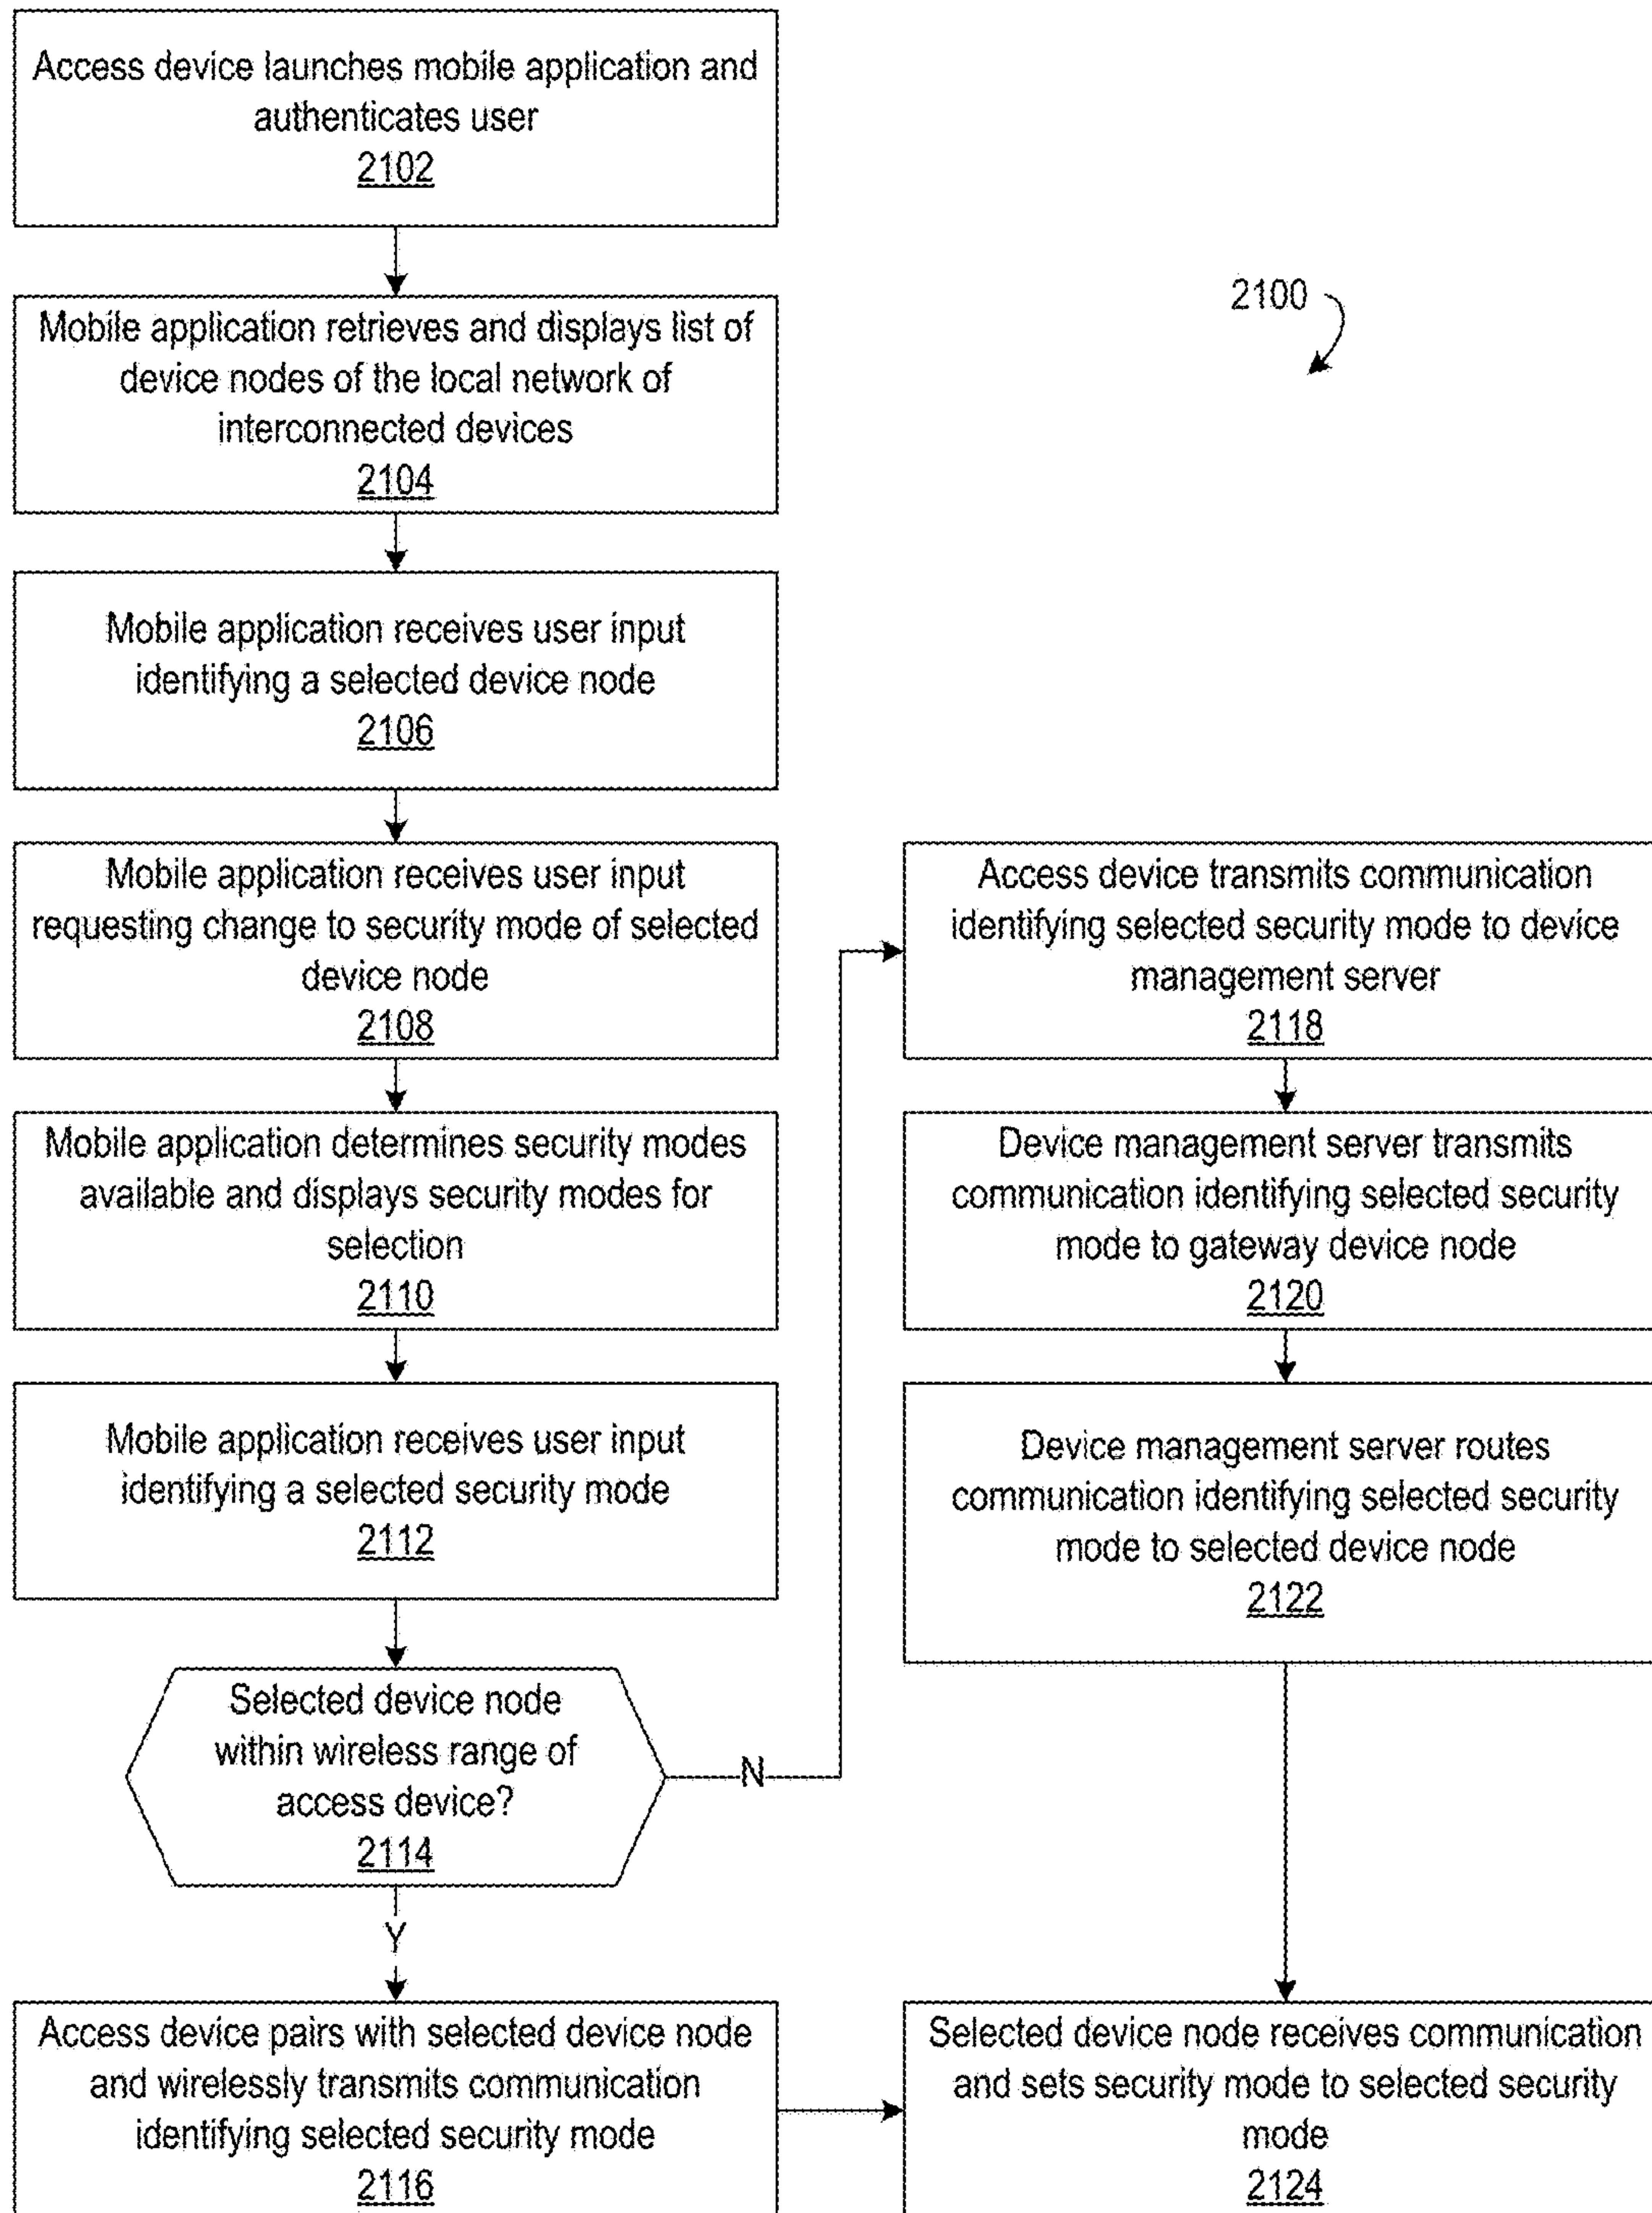 Access device launches mobile application and
authenticates user
2102
2100
Mobile application retrieves and displays list of
device nodes of the local network of
interconnected devices
2104
Mobile application receives user input
identifying a selected device node
2106
Mobile application receives user input
requesting change to security mode of selected
device node
2108
Mobile application determines security modes
available and displays security modes for
selection
2110
Mobile application receives user input
identifying a selected security mode
2112
Selected device node
within wireless range of
access device?
2114
N
Y
Access device pairs with selected device node
and wirelessly transmits communication
identifying selected security mode
2116
Access device transmits communication
identifying selected security mode to device
management server
2118
Device management server transmits
communication identifying selected security
mode to gateway device node
2120
Device management server routes
communication identifying selected security
mode to selected device node
2122
Selected device node receives communication
and sets security mode to selected security
mode
2124